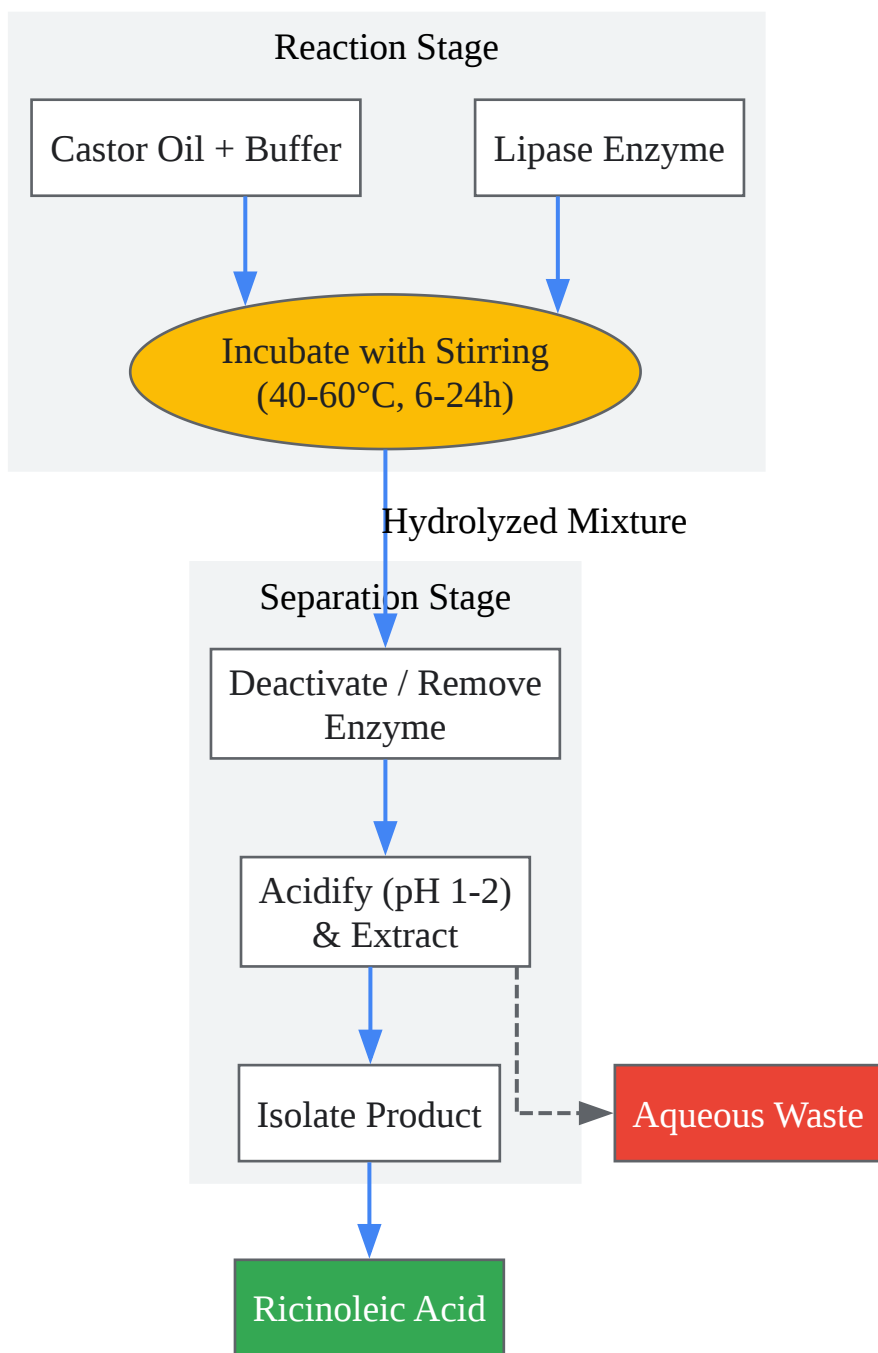 Reaction Stage
Castor Oil + Buffer
Lipase Enzyme
Incubate with Stirring
(40-60°C, 6-24h)
Hydrolyzed Mixture
Separation Stage
Deactivate / Remove
Enzyme
Acidify (pH 1-2)
& Extract
Isolate Product
Aqueous Waste
Ricinoleic Acid